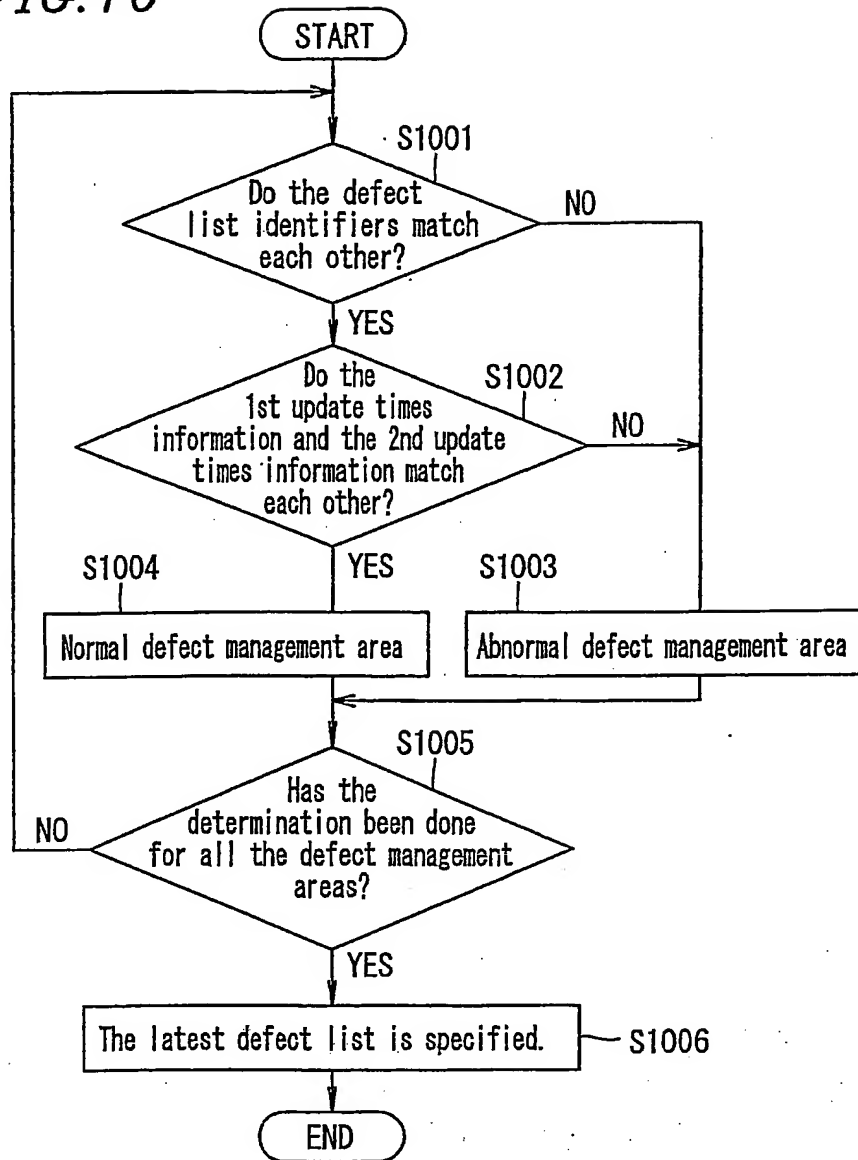 START
S1001
Do the defect
list identifiers match
each other?
NO
YES
Do the
1st update times
information and the 2nd update
times information match
each other?
S1002
NO
YES
S1004
Normal defect management area
S1003
Abnormal defect management area
S1005
Has the
determination been done
for all the defect management
areas?
NO
YES
The latest defect list is specified.
S1006
END